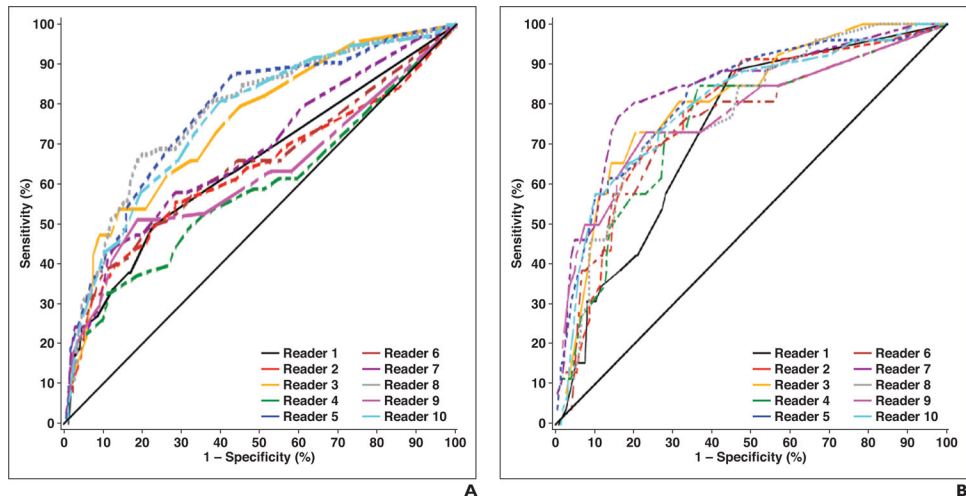 100
90
80
70
60
50
40
30
20
10
0
Sensitivity (%)
0 10 20 30 40 50 60 70 80 90 100
1 – Specificity (%)
Reader 1
Reader 2
Reader 3
Reader 4
Reader 5
Reader 6
Reader 7
Reader 8
Reader 9
Reader 10
A
100
90
80
70
60
50
40
30
20
10
0
Sensitivity (%)
0 10 20 30 40 50 60 70 80 90 100
1 – Specificity (%)
Reader 1
Reader 2
Reader 3
Reader 4
Reader 5
Reader 6
Reader 7
Reader 8
Reader 9
Reader 10
B